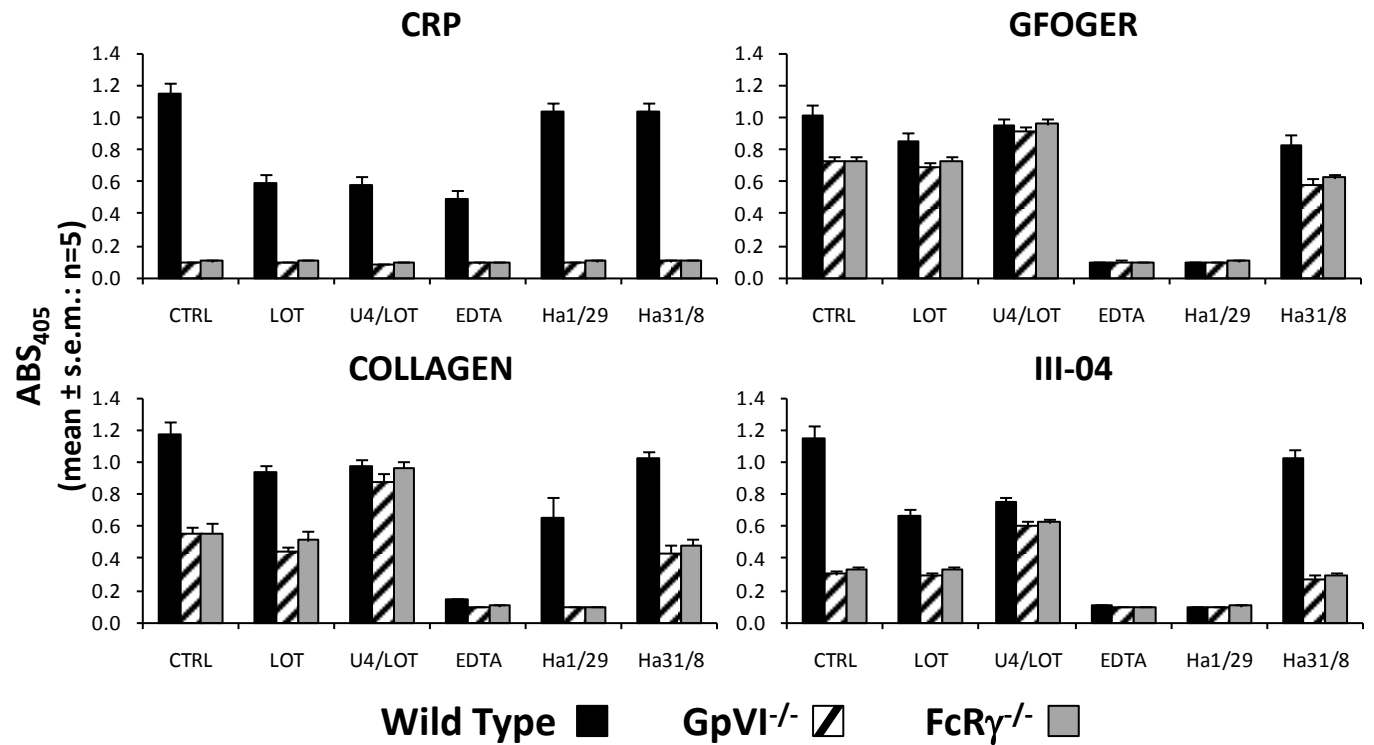 CRP
1.4
1.2
1.0
0.8
0.6
0.4
0.2
0.0
CTRL LOT U4/LOT EDTA Ha1/29 Ha31/8
GFOGER
1.4
1.2
1.0
0.8
0.6
0.4
0.2
0.0
CTRL LOT U4/LOT EDTA Ha1/29 Ha31/8
ABS405
(mean ± s.e.m.: n=5)
COLLAGEN
1.4
1.2
1.0
0.8
0.6
0.4
0.2
0.0
CTRL LOT U4/LOT EDTA Ha1/29 Ha31/8
III-04
1.4
1.2
1.0
0.8
0.6
0.4
0.2
0.0
CTRL LOT U4/LOT EDTA Ha1/29 Ha31/8
Wild Type GpVI-/- FcRγ-/-